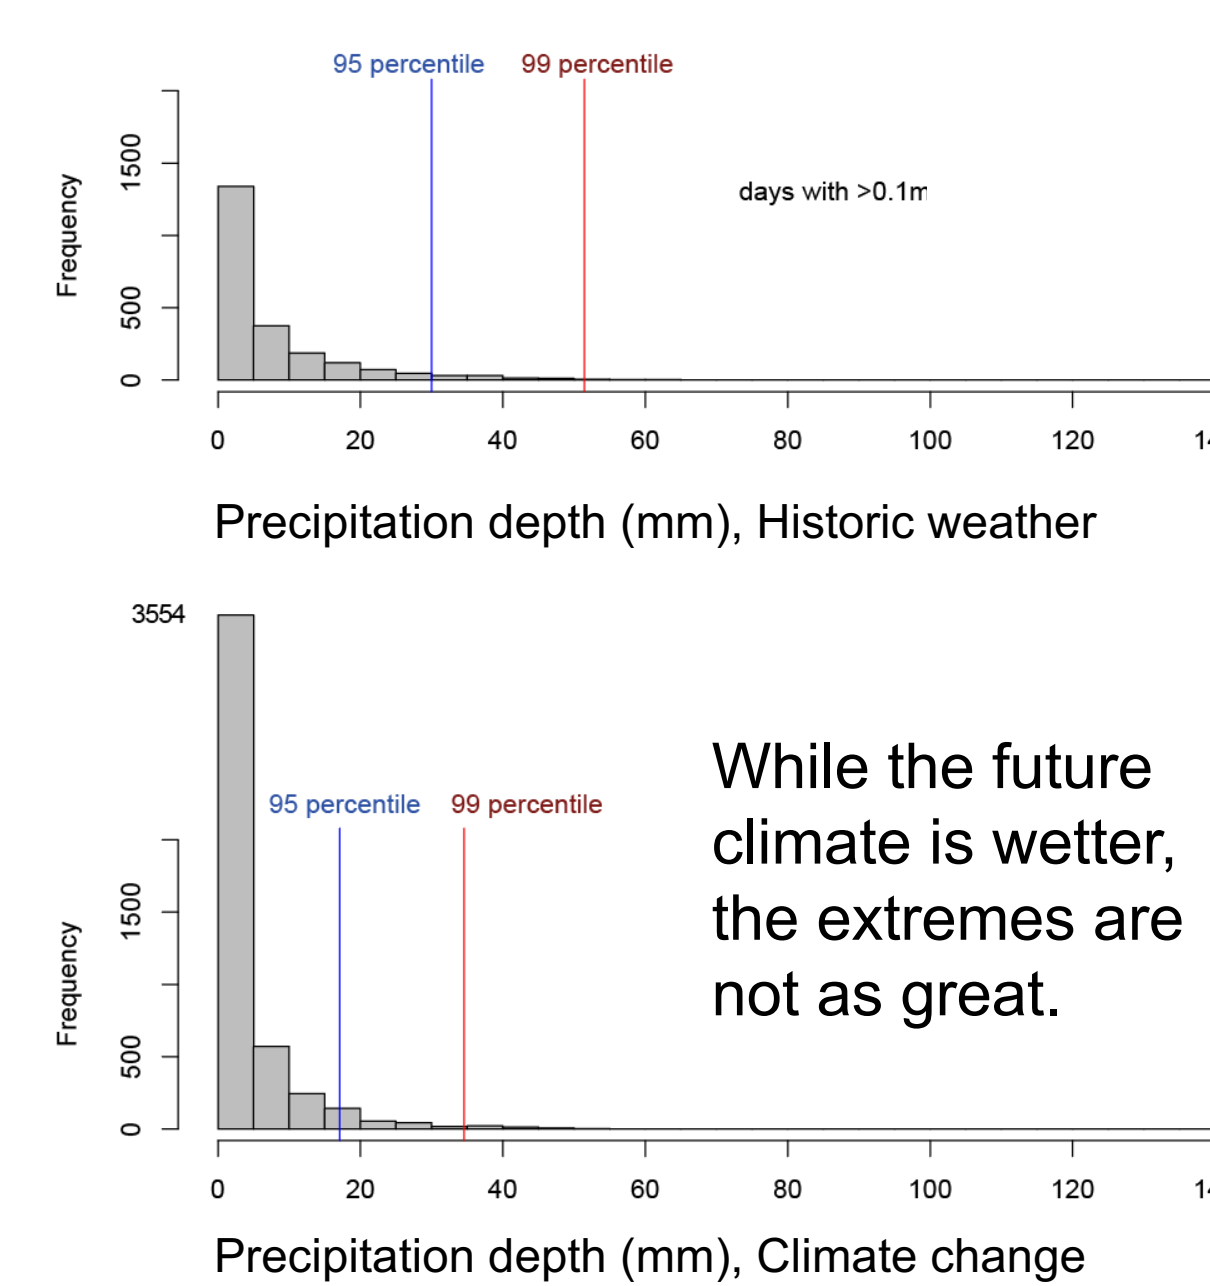 95 percentile 99 percentile
Frequency
1500
500
0
days with >0.1m
0 20 40 60 80 100 120 14
Precipitation depth (mm), Historic weather
3554
95 percentile 99 percentile
Frequency
1500
500
0
While the future
climate is wetter,
the extremes are
not as great.
0 20 40 60 80 100 120 14
Precipitation depth (mm), Climate change